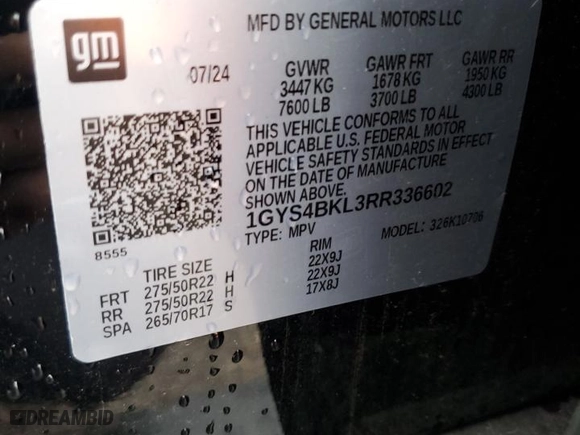 gm
MFD BY GENERAL MOTORS LLC
07/24 GVWR GAWR FRT GAWR RR
3447 KG 1678 KG 1950 KG
7600 LB 3700 LB 4300 LB
THIS VEHICLE CONFORMS TO ALL
APPLICABLE U.S. FEDERAL MOTOR
VEHICLE SAFETY STANDARDS IN EFFECT
ON THE DATE OF MANUFACTURE
SHOWN ABOVE.
1GYS4BKL3RR336602
TYPE: MPV MODEL: 326K10706
8555
TIRE SIZE RIM
FRT 275/50R22 H 22X9J
RR 275/50R22 H 22X9J
SPA 265/70R17 S 17X8J
DREAMBID